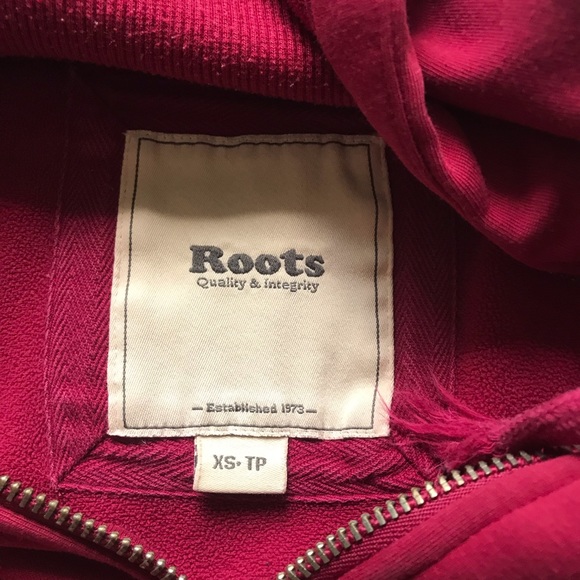 Roots
Quality & Integrity
— Established 1973 —
XS• TP